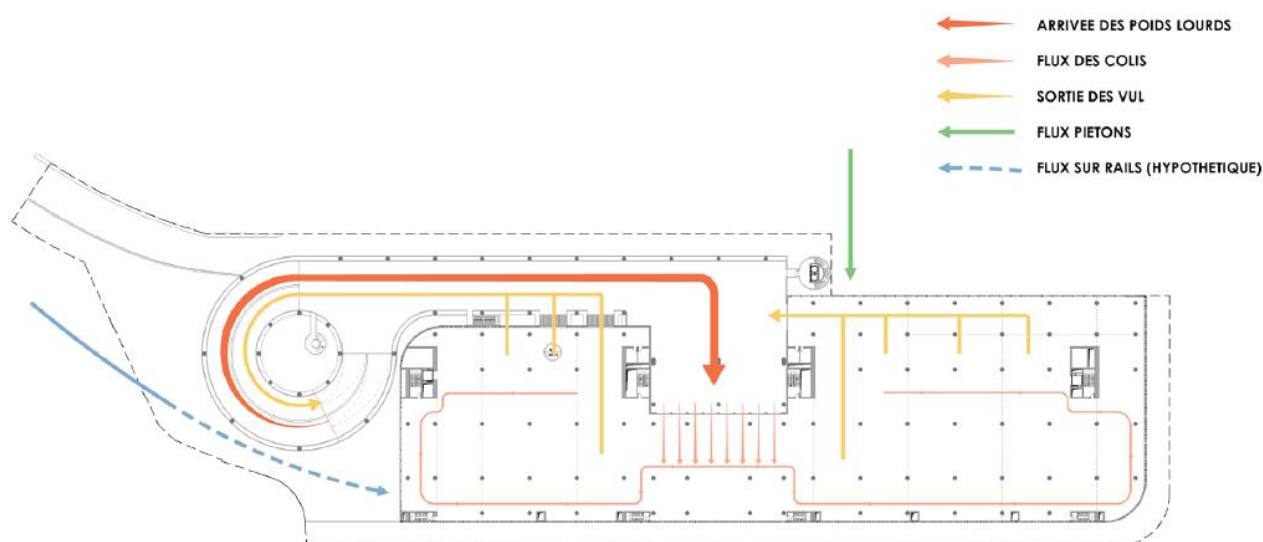 ARRIVEE DES POIDS LOURDS
FLUX DES COLIS
SORTIE DES VUL
FLUX PIETONS
FLUX SUR RAILS (HYPOTHETIQUE)